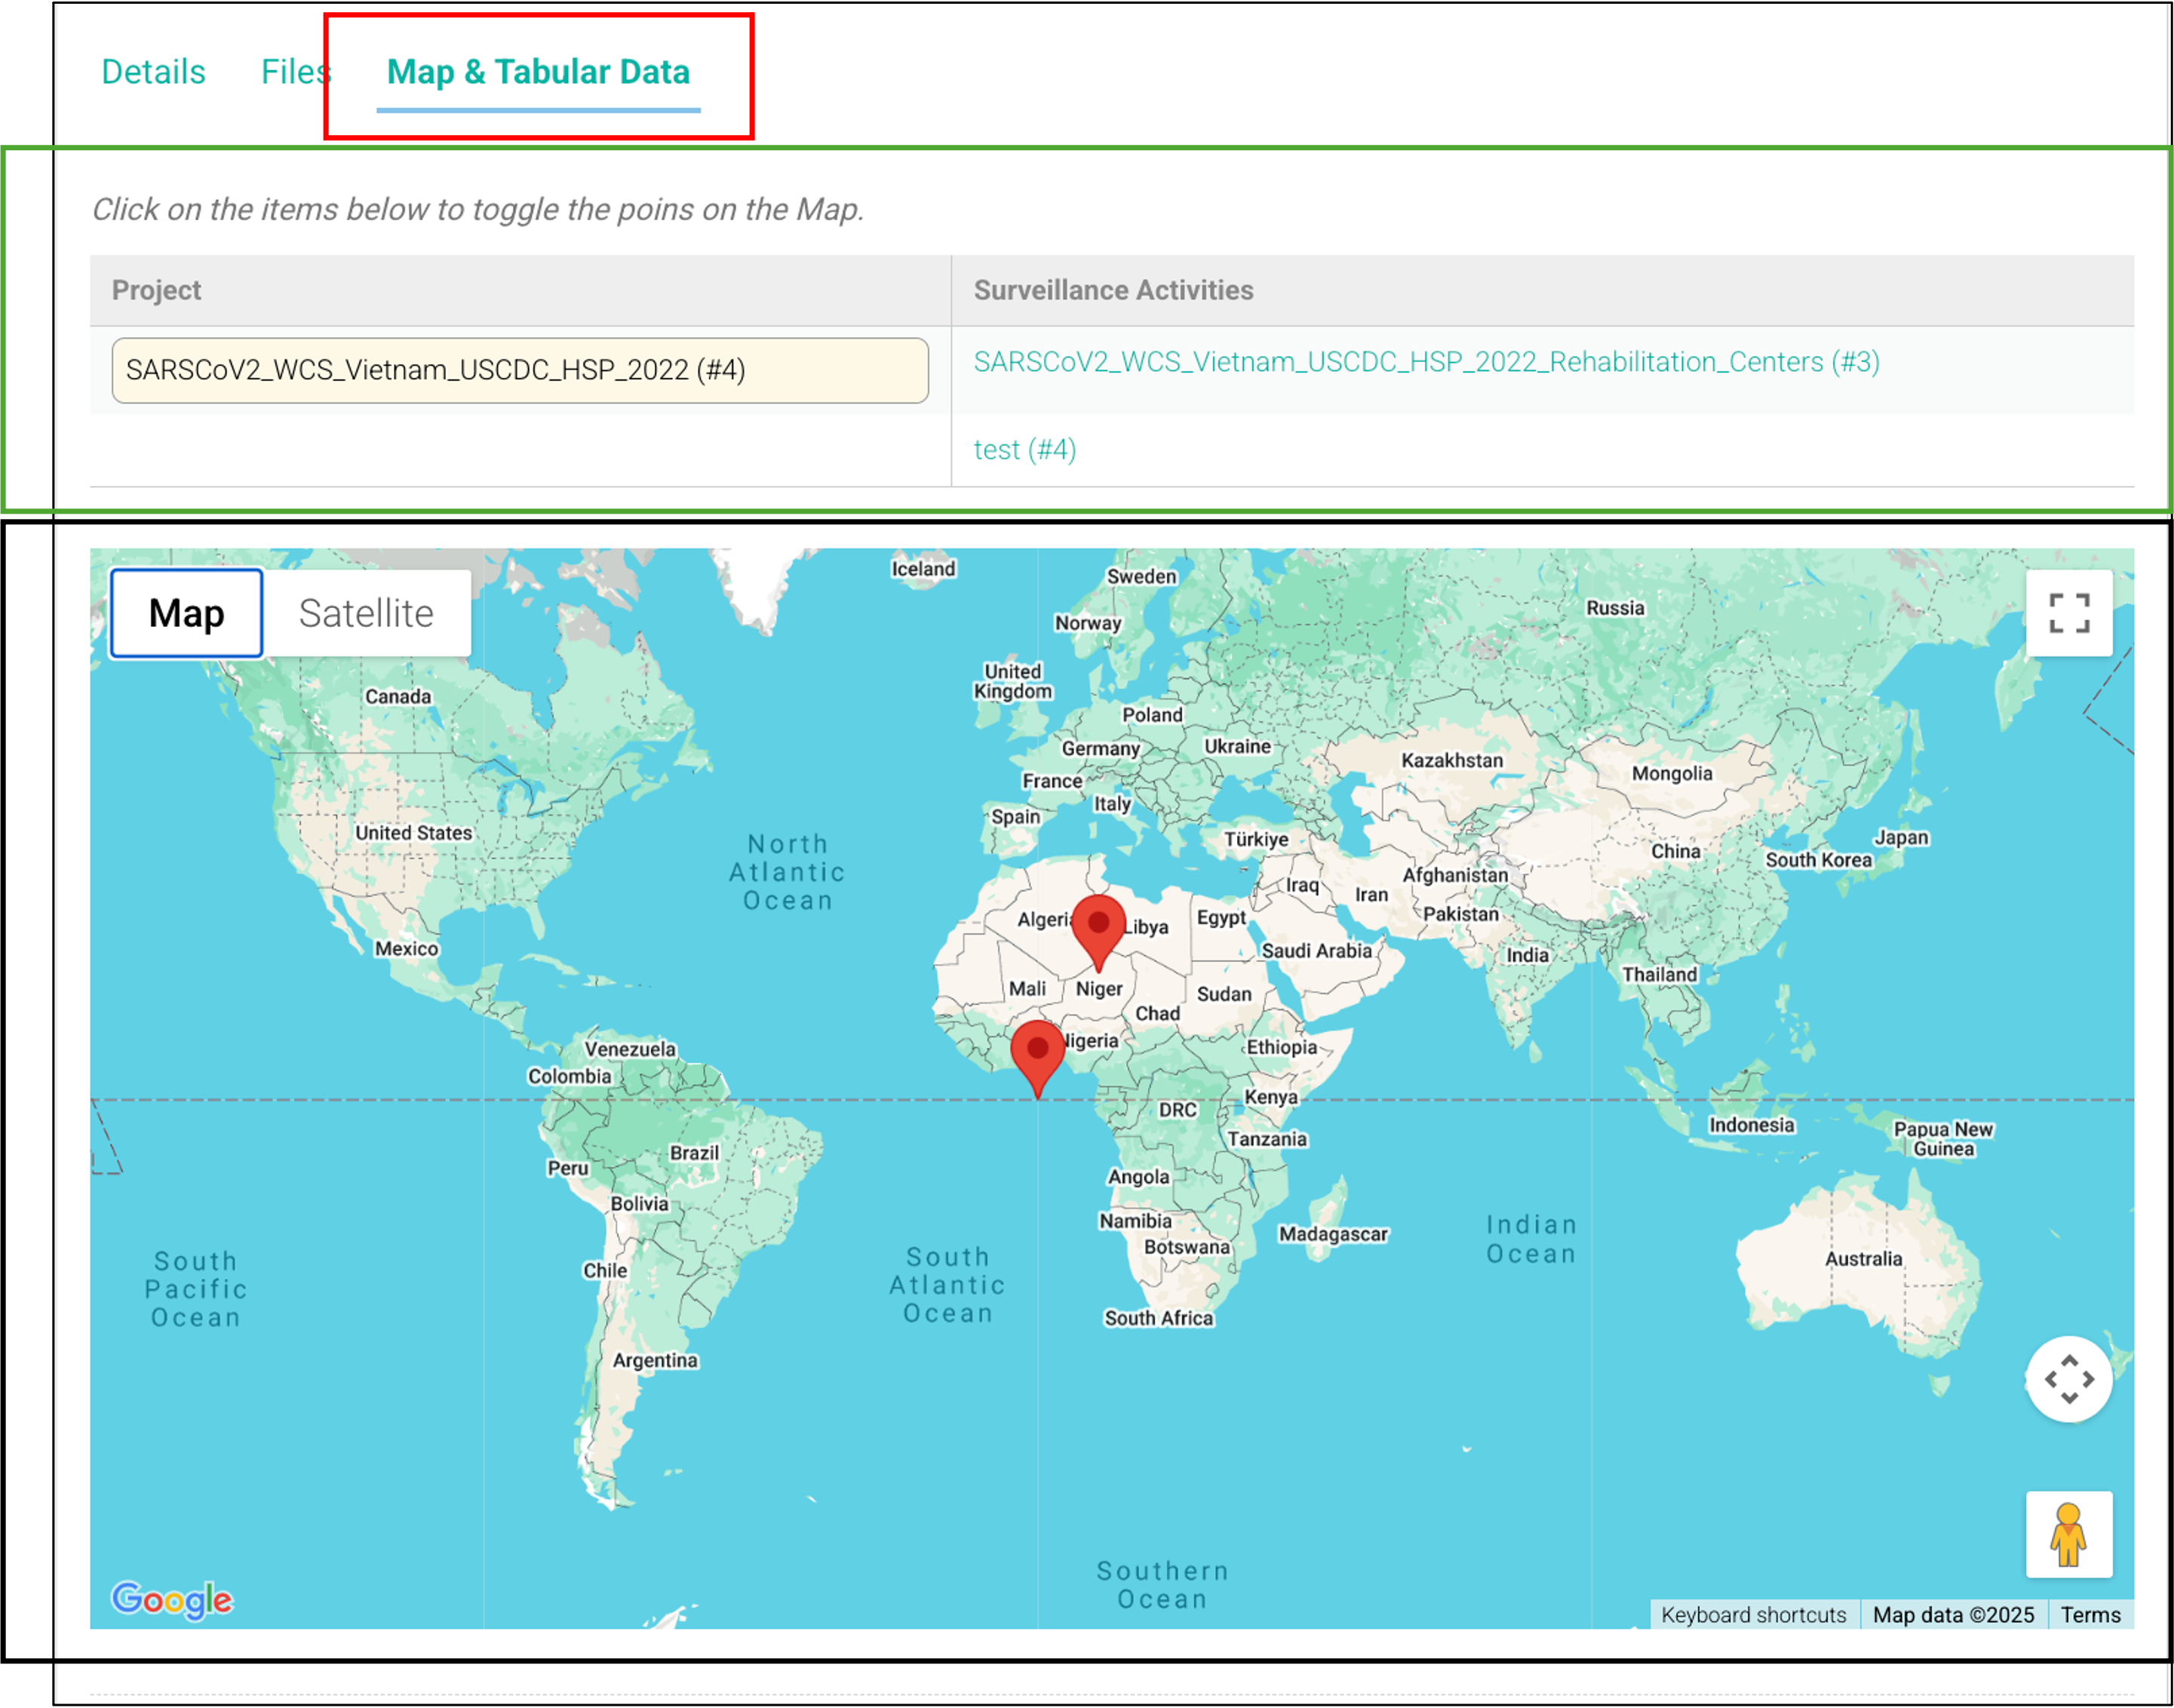 Details Files Map & Tabular Data
Click on the items below to toggle the poins on the Map.
Project Surveillance Activities
SARSCoV2_WCS_Vietnam_USCDC_HSP_2022 (#4) SARSCoV2_WCS_Vietnam_USCDC_HSP_2022_Rehabilitation_Centers (#3)
test (#4)
Map Satellite
Iceland
Sweden
Norway
Russia
United
Kingdom
Canada
Poland
Germany
Ukraine
France
Kazakhstan
Mongolia
Italy
Spain
United States
Türkiye
Japan
South Korea
China
North
Atlantic
Ocean
Afghanistan
Iraq
Iran
Pakistan
Algeria
Libya
Egypt
Saudi Arabia
Mexico
India
Thailand
Mali
Niger
Sudan
Chad
Nigeria
Ethiopia
Venezuela
Colombia
Kenya
DRC
Indonesia
Papua New
Guinea
Tanzania
Brazil
Peru
Angola
Bolivia
Namibia
Botswana
Madagascar
Indian
Ocean
Australia
South
Pacific
Ocean
South
Atlantic
Ocean
Chile
South Africa
Argentina
Southern
Ocean
Google
Keyboard shortcuts Map data ©2025 Terms